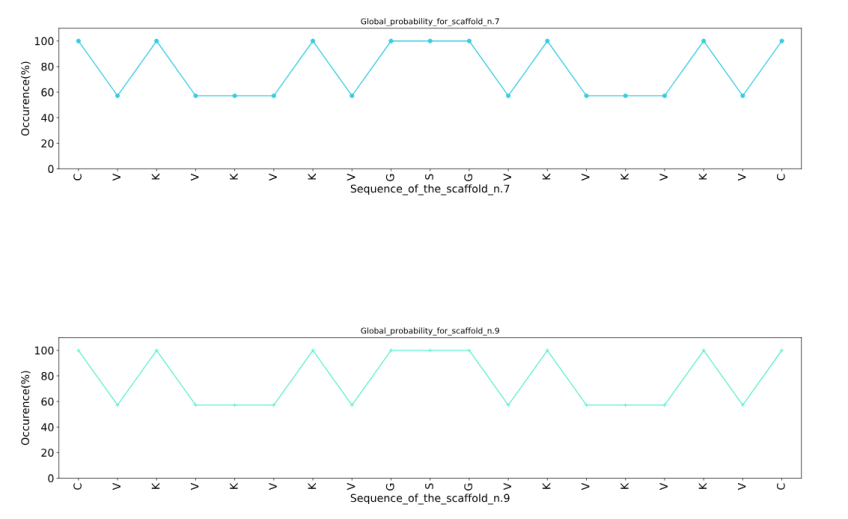 Global_probability_for_scaffold_n.7
100
80
60
40
20
0
Occurence(%)
C V K V K V K V G S G V K V K V K V C
Sequence_of_the_scaffold_n.7
Global_probability_for_scaffold_n.9
100
80
60
40
20
0
Occurence(%)
C V K V K V K V G S G V K V K V K V C
Sequence_of_the_scaffold_n.9